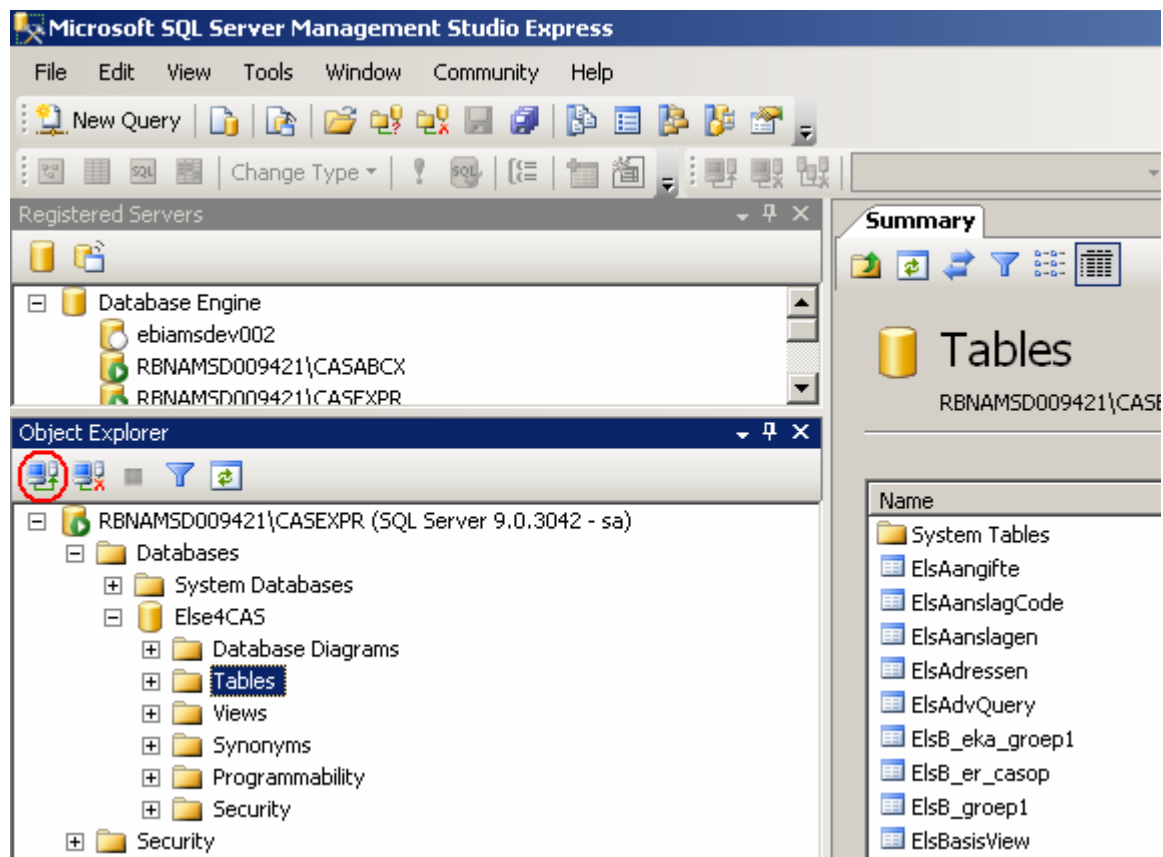 Microsoft SQL Server Management Studio Express
File Edit View Tools Window Community Help
New Query
SQL Change Type SQL
Registered Servers
Database Engine
ebiamsdev002
RBNAMSD009421\CASABCX
RBNAMSD009421\CASEXPR
Object Explorer
RBNAMSD009421\CASEXPR (SQL Server 9.0.3042 - sa)
Databases
System Databases
Else4CAS
Database Diagrams
Tables
Views
Synonyms
Programmability
Security
Security
Summary
Tables
RBNAMSD009421\CASE
Name
System Tables
ElsAangifte
ElsAanslagCode
ElsAanslagen
ElsAdressen
ElsAdvQuery
ElsB_eka_groep1
ElsB_er_casop
ElsB_groep1
ElsBasisView